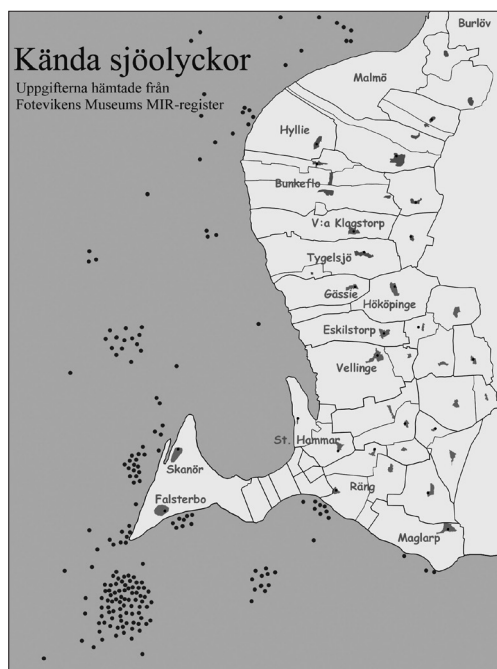 Burlöv
Kända sjöolyckor
Uppgifterna hämtade från
Fotevikens Museums MIR-register
Malmö
Hyllie
Bunkeflo
V:a Klagstorp
Tygelsjö
Gässie
Hököpinge
Eskilstorp
Vellinge
St. Hammar
Skanör
Räng
Falsterbo
Maglarp